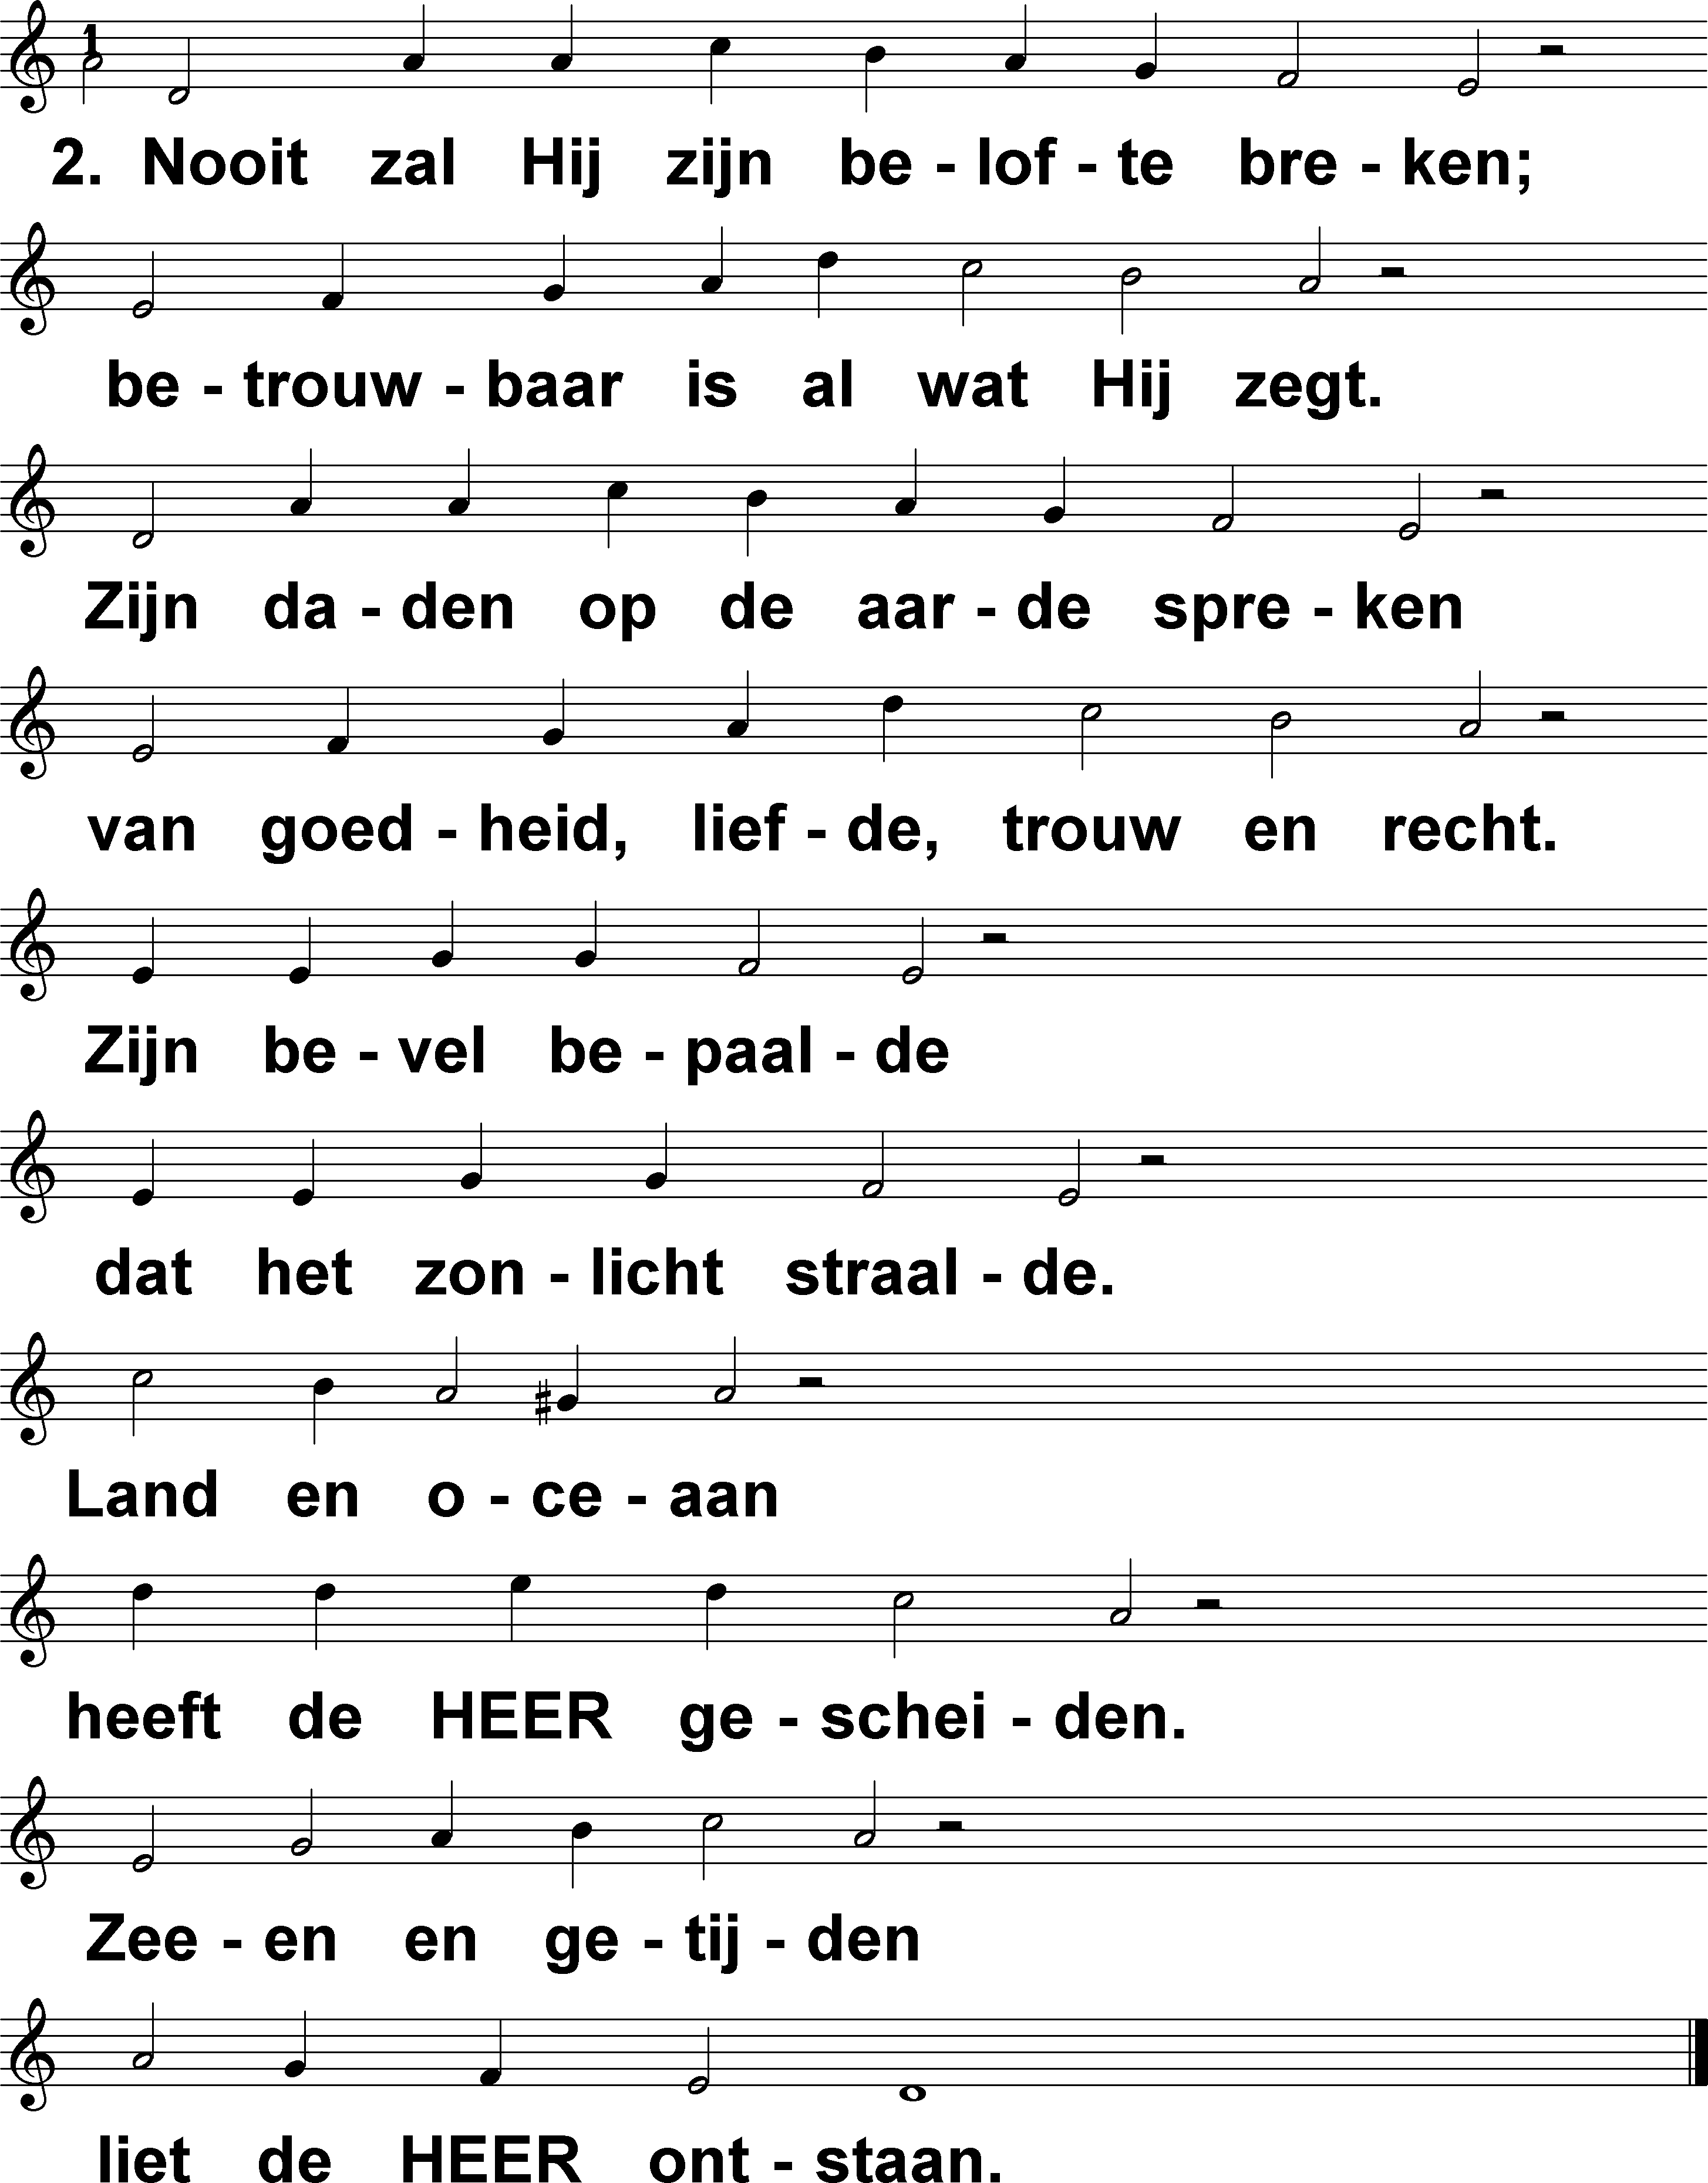 1
2. Nooit zal Hij zijn be - lof - te bre - ken;
be - trouw - baar is al wat Hij zegt.
Zijn da - den op de aar - de spre - ken
van goed - heid, lief - de, trouw en recht.
Zijn be - vel be - paal - de
dat het zon - licht straal - de.
Land en o - ce - aan
heeft de HEER ge - schei - den.
Zee - en en ge - tij - den
liet de HEER ont - staan.